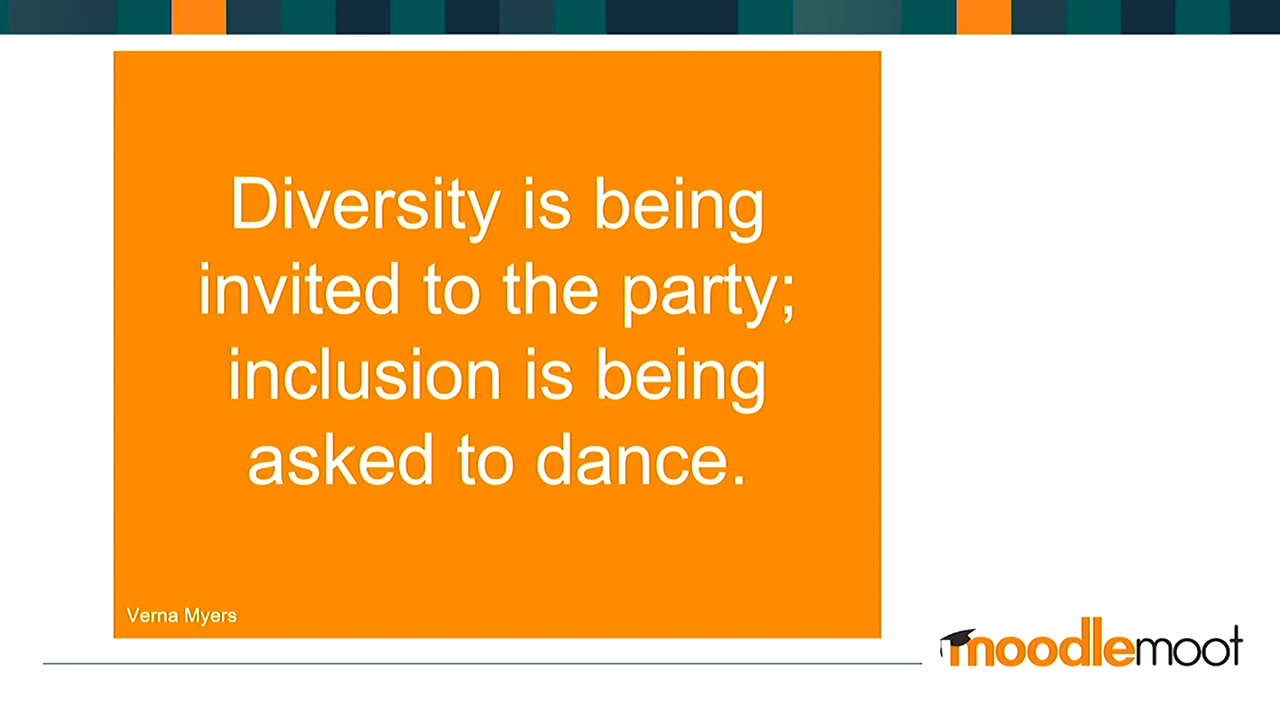 Diversity is being
invited to the party;
inclusion is being
asked to dance.
Verna Myers
moodlemoot